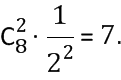 C₈² · 1/2² = 7.